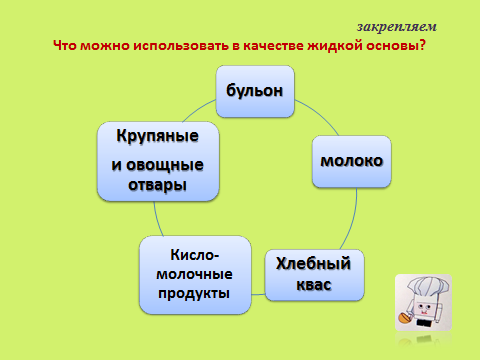 закрепляем
Что можно использовать в качестве жидкой основы?
бульон
молоко
Хлебный
квас
Кисло-
молочные
продукты
Крупяные
и овощные
отвары